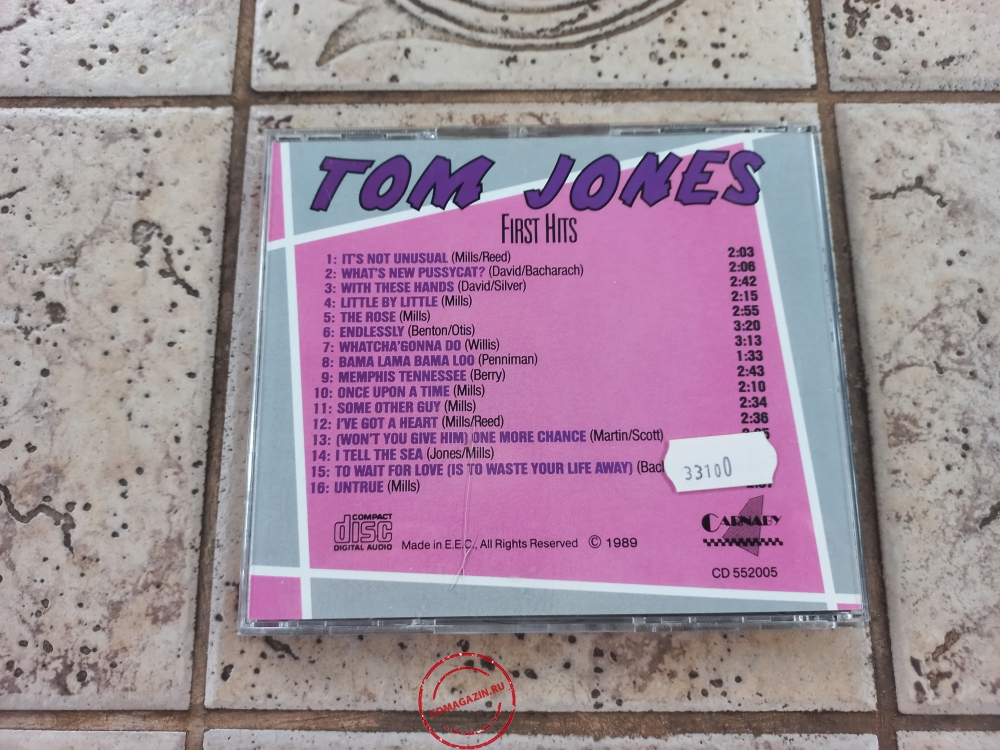 TOM JONES
FIRST HITS
1: IT'S NOT UNUSUAL (Mills/Reed) 2:03
2: WHAT'S NEW PUSSYCAT? (David/Bacharach) 2:06
3: WITH THESE HANDS (David/Silver) 2:42
4: LITTLE BY LITTLE (Mills) 2:15
5: THE ROSE (Mills) 2:55
6: ENDLESSLY (Benton/Otis) 3:20
7: WHATCHA'GONNA DO (Willis) 3:13
8: BAMA LAMA BAMA LOO (Penniman) 1:33
9: MEMPHIS TENNESSEE (Berry) 2:43
10: ONCE UPON A TIME (Mills) 2:10
11: SOME OTHER GUY (Mills) 2:34
12: I'VE GOT A HEART (Mills/Reed) 2:36
13: (WON'T YOU GIVE HIM) ONE MORE CHANCE (Martin/Scott)
14: I TELL THE SEA (Jones/Mills)
15: TO WAIT FOR LOVE (IS TO WASTE YOUR LIFE AWAY)
16: UNTRUE (Mills)
33100
COMPACT
disc
DIGITAL AUDIO
Made in E.E.C., All Rights Reserved © 1989
CARNABY
CD 552005
CDMAGAZIN.RU